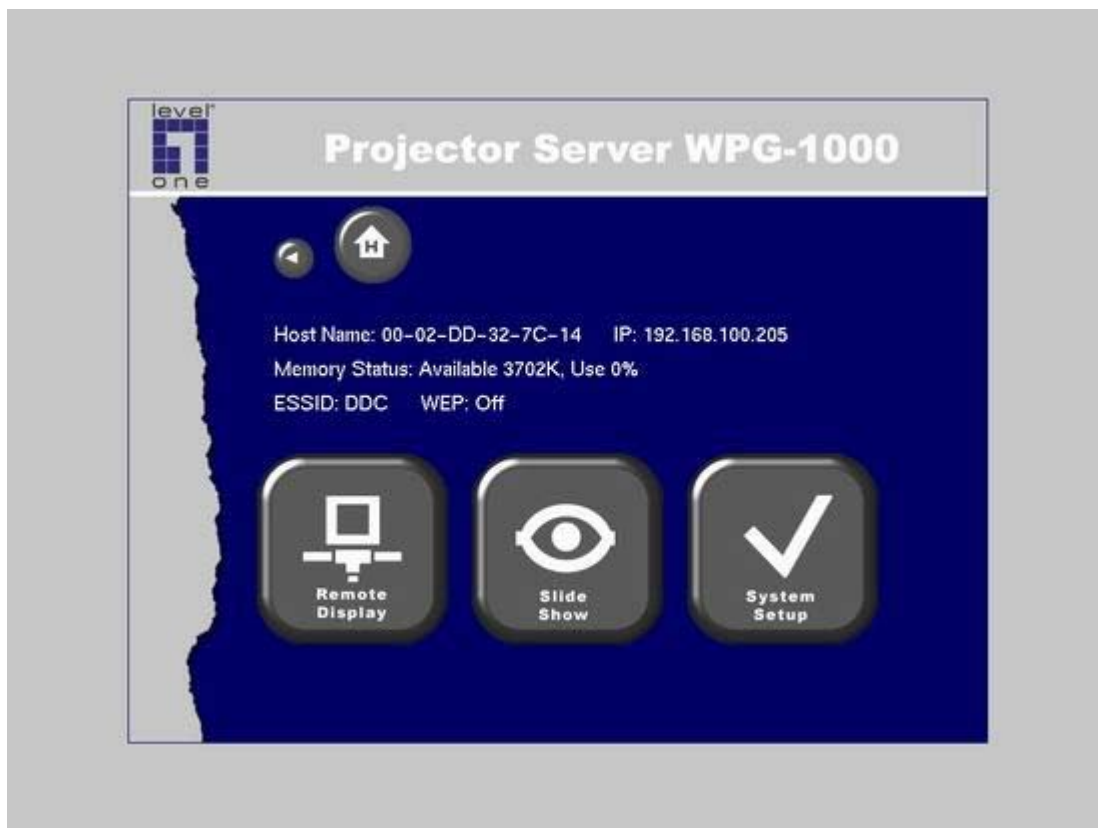 level
one
Projector Server WPG-1000
H
Host Name: 00-02-DD-32-7C-14 IP: 192.168.100.205
Memory Status: Available 3702K, Use 0%
ESSID: DDC WEP: Off
Remote
Display
Slide
Show
System
Setup